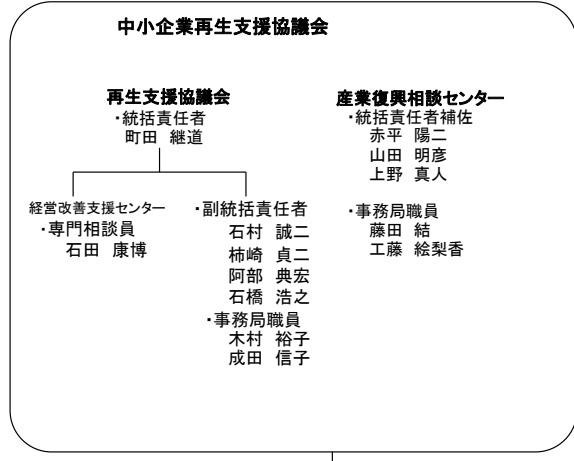 中小企業再生支援協議会
再生支援協議会
・統括責任者
町田 継道
経営改善支援センター
・専門相談員
石田 康博
・副統括責任者
石村 誠二
柿崎 貞二
阿部 典宏
石橋 浩之
・事務局職員
木村 裕子
成田 信子
産業復興相談センター
・統括責任者補佐
赤平 陽二
山田 明彦
上野 真人
・事務局職員
藤田 結
工藤 絵梨香